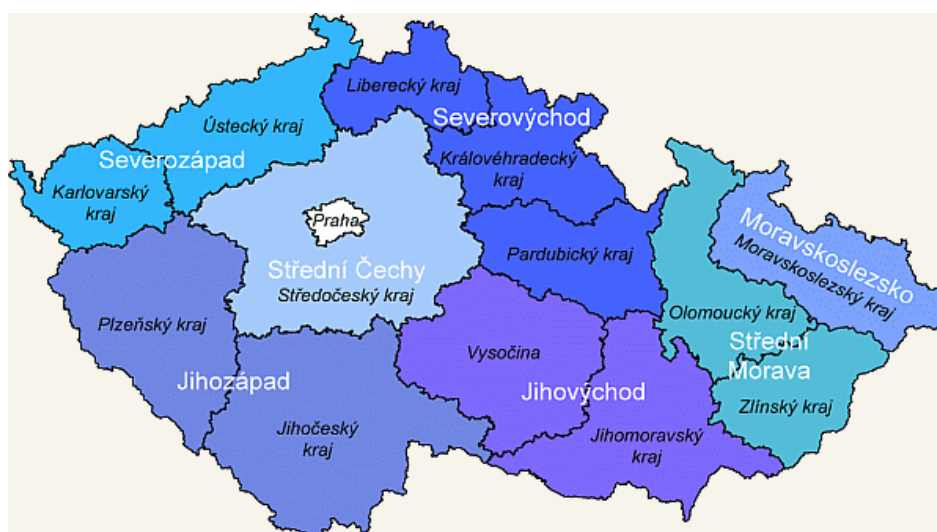 Liberecký kraj
Severovýchod
Ústecký kraj
Severozápad
Královéhradecký
kraj
Karlovarský
kraj
Praha
Moravskoslezsko
Moravskoslezský kraj
Pardubický kraj
Střední Čechy
Středočeský kraj
Olomoucký kraj
Plzeňský kraj
Vysočina
Střední
Morava
Jihozápad
Jihovýchod
Zlínský kraj
Jihočeský
kraj
Jihomoravský
kraj